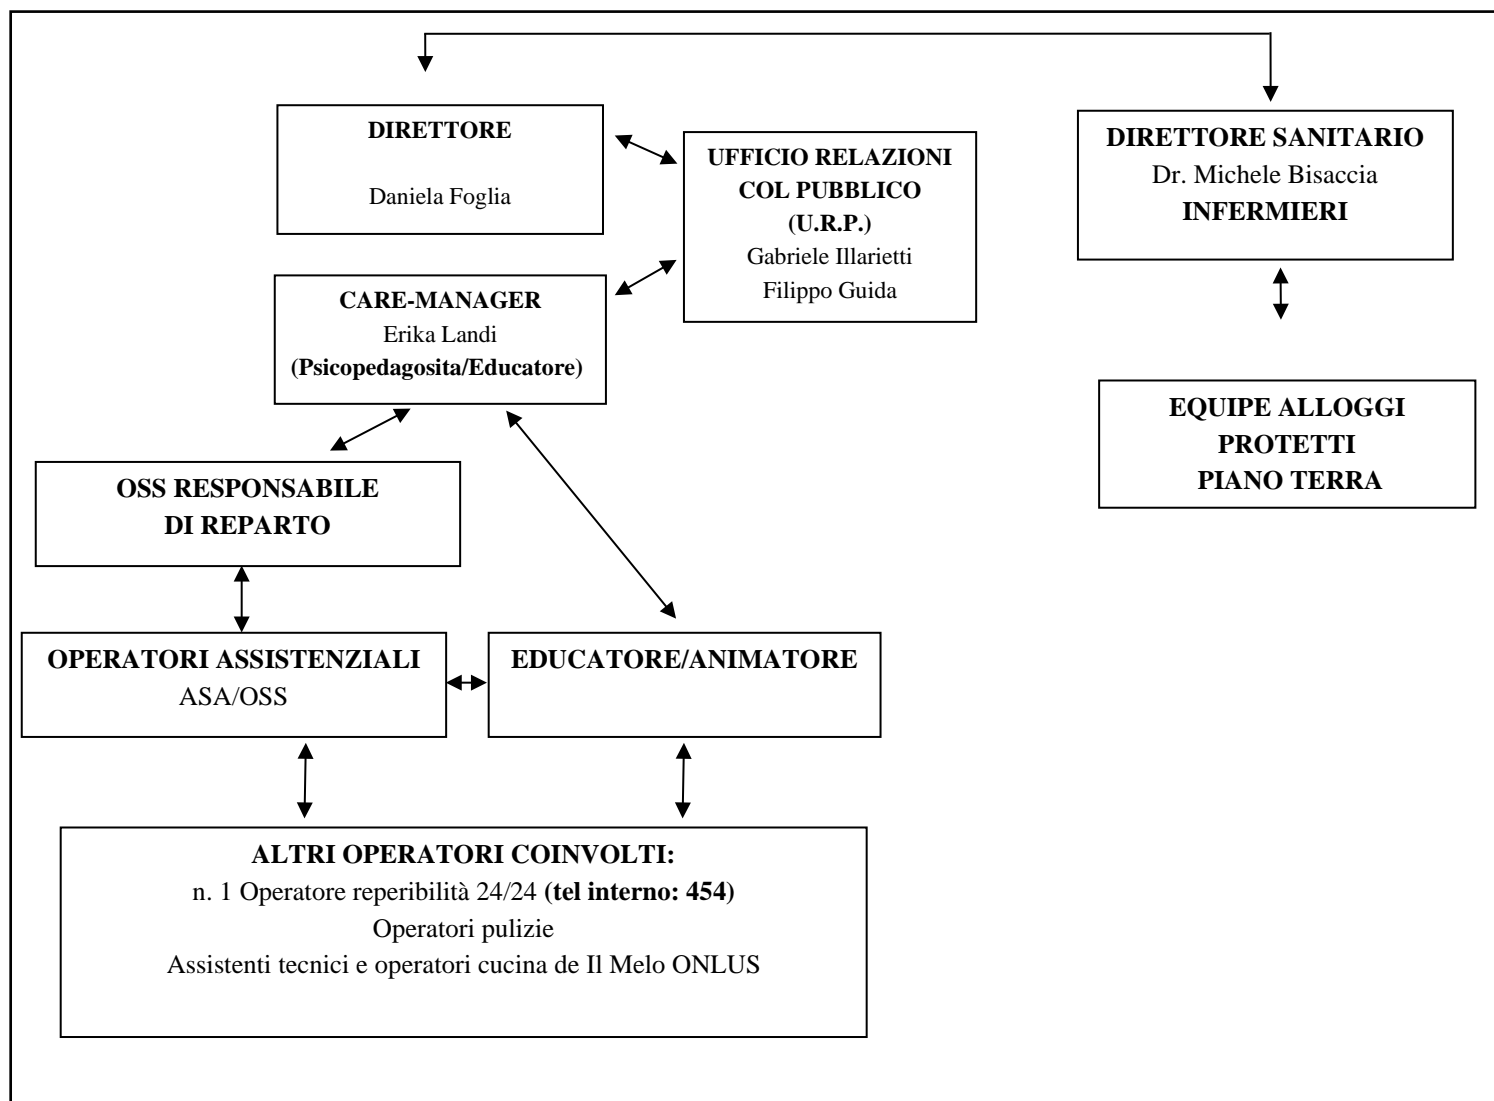 DIRETTORE
Daniela Foglia
UFFICIO RELAZIONI
COL PUBBLICO
(U.R.P.)
Gabriele Illarietti
Filippo Guida
DIRETTORE SANITARIO
Dr. Michele Bisaccia
INFERMIERI
CARE-MANAGER
Erika Landi
(Psicopedagosita/Educatore)
EQUIPE ALLOGGI
PROTETTI
PIANO TERRA
OSS RESPONSABILE
DI REPARTO
OPERATORI ASSISTENZIALI
ASA/OSS
EDUCATORE/ANIMATORE
ALTRI OPERATORI COINVOLTI:
n. 1 Operatore reperibilità 24/24 (tel interno: 454)
Operatori pulizie
Assistenti tecnici e operatori cucina de Il Melo ONLUS